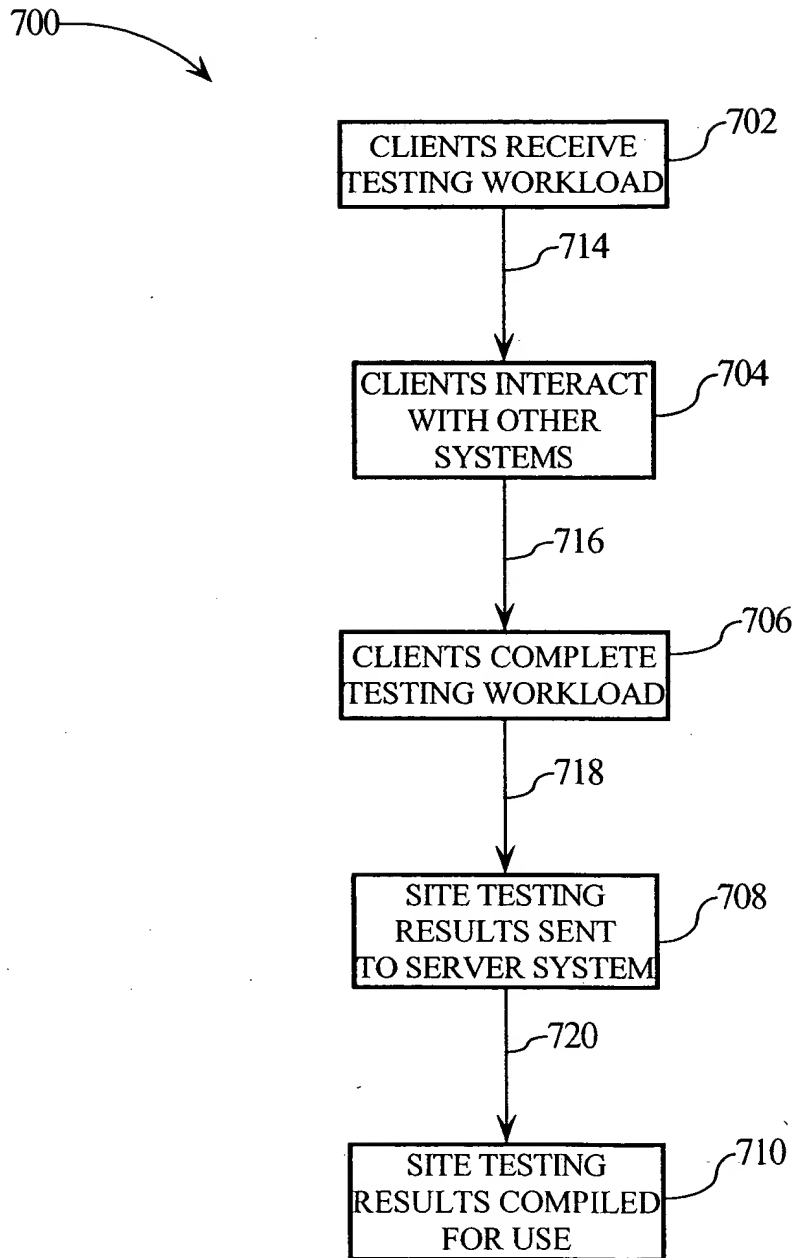 700
702
CLIENTS RECEIVE
TESTING WORKLOAD
714
704
CLIENTS INTERACT
WITH OTHER
SYSTEMS
716
706
CLIENTS COMPLETE
TESTING WORKLOAD
718
SITE TESTING
708
RESULTS SENT
TO SERVER SYSTEM
720
710
SITE TESTING
RESULTS COMPILED
FOR USE